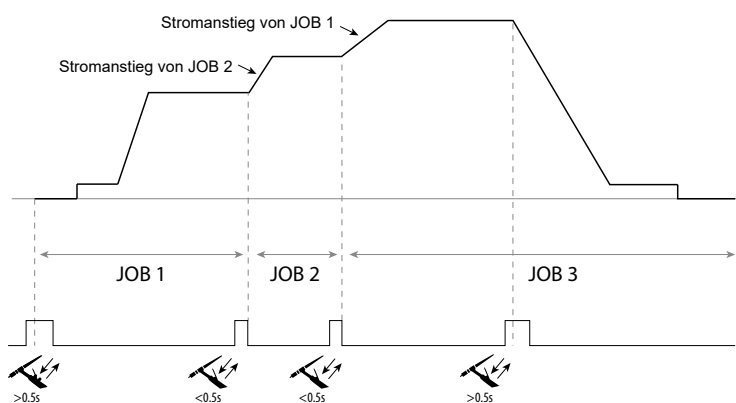 Stromanstieg von JOB 1
Stromanstieg von JOB 2
JOB 1
JOB 2
JOB 3
>0.5s
<0.5s
<0.5s
>0.5s